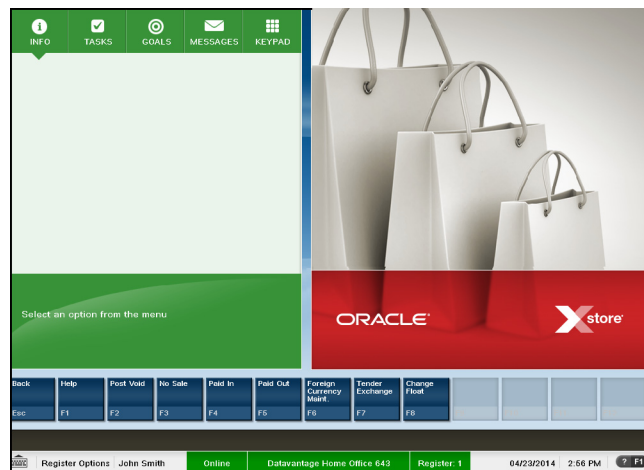 INFO
TASKS
GOALS
MESSAGES
KEYPAD
Select an option from the menu
ORACLE®
Xstore®
Back
Esc
Help
F1
Post Void
F2
No Sale
F3
Paid In
F4
Paid Out
F5
Foreign
Currency
Maint.
F6
Tender
Exchange
F7
Change
Float
F8
Register Options John Smith Online Datavantage Home Office 643 Register: 1 04/23/2014 2:56 PM ? F1